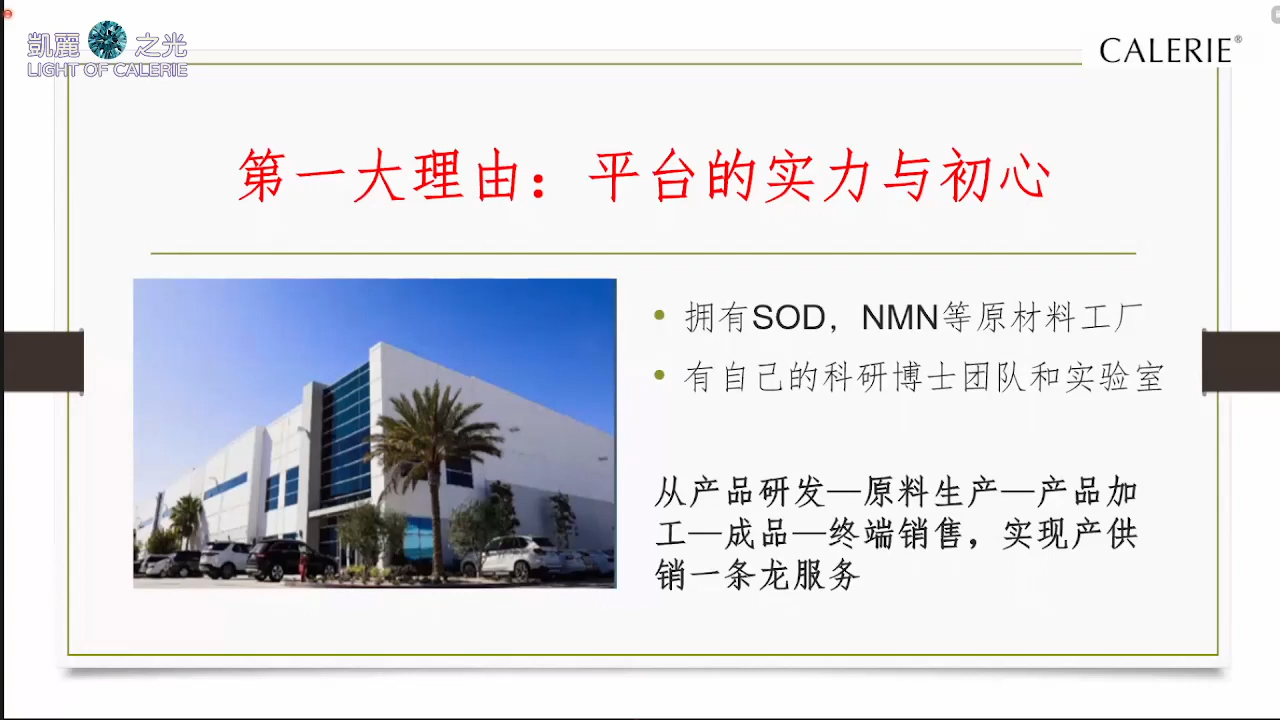 凱麗之光
LIGHT OF CALERIE
CALERIE®
第一大理由：平台的实力与初心
• 拥有SOD，NMN等原材料工厂
• 有自己的科研博士团队和实验室
从产品研发—原料生产—产品加
工—成品—终端销售，实现产供
销一条龙服务